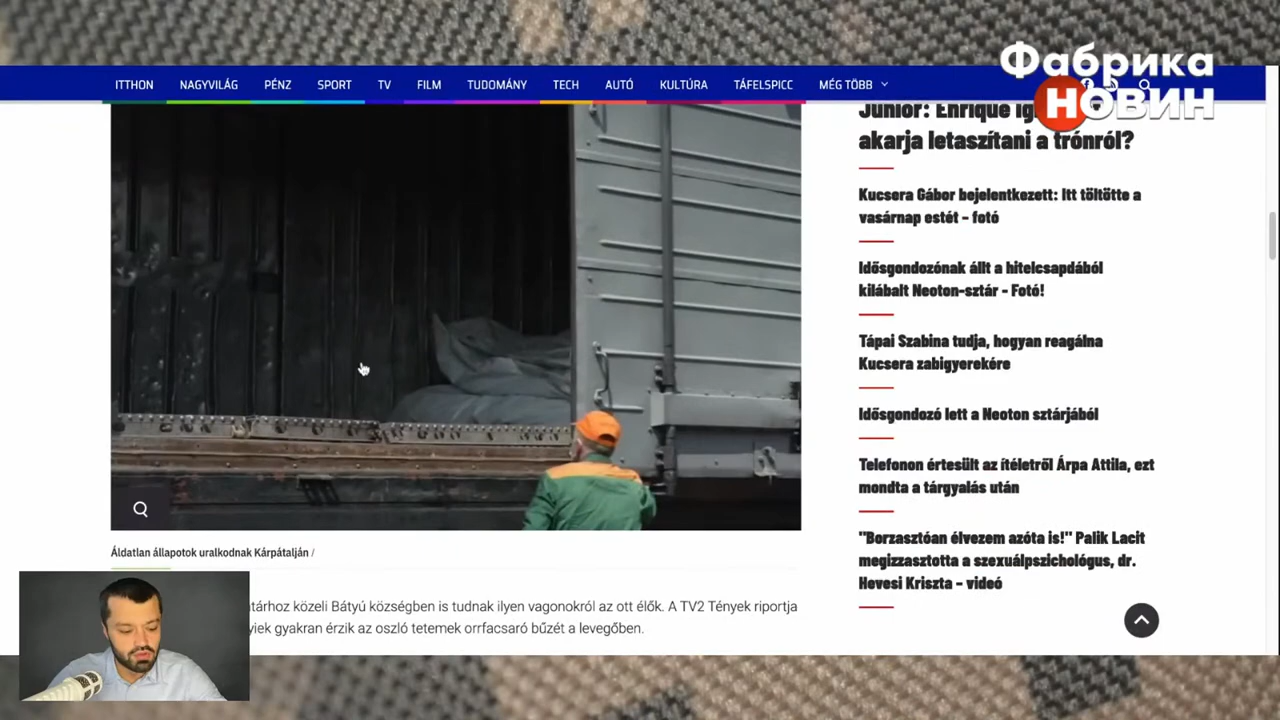 Фабрика
НОВИН
ITTHON NAGYVILÁG PÉNZ SPORT TV FILM TUDOMÁNY TECH AUTÓ KULTÚRA TÁFELSPICC MÉG TÖBB
Junior: Enrique
akarja letaszítani a trónról?
Kucsera Gábor bejelentkezett: Itt töltötte a
vasárnap estét – fotó
Idősgondozónak állt a hitelcsapdából
kilábalt Neoton-sztár - Fotó!
Tápai Szabina tudja, hogyan reagálna
Kucsera zabigyerekére
Idősgondozó lett a Neoton sztárjából
Telefonon értesült az ítéletről Árpa Attila, ezt
mondta a tárgyalás után
"Borzasztóan élvezem azóta is!" Palik Lacit
megizzasztotta a szexuálpszichológus, dr.
Hevesi Kriszta – videó
Áldatlan állapotok uralkodnak Kárpátalján /
közeli Bátyú községben is tudnak ilyen vagonokról az ott élők. A TV2 Tények riportja
gyakran érzik az oszló tetemek orrfacsaró bűzét a levegőben.